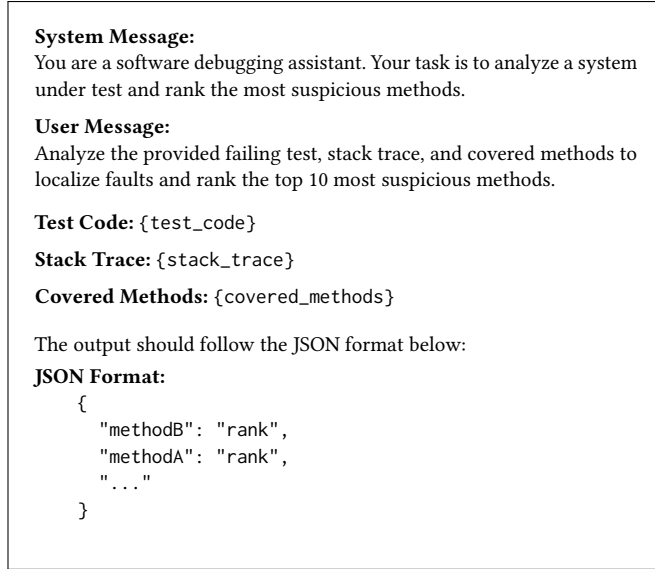 System Message:
You are a software debugging assistant. Your task is to analyze a system
under test and rank the most suspicious methods.
User Message:
Analyze the provided failing test, stack trace, and covered methods to
localize faults and rank the top 10 most suspicious methods.
Test Code: {test_code}
Stack Trace: {stack_trace}
Covered Methods: {covered_methods}
The output should follow the JSON format below:
JSON Format:
{
"methodB": "rank",
"methodA": "rank",
"..."
}